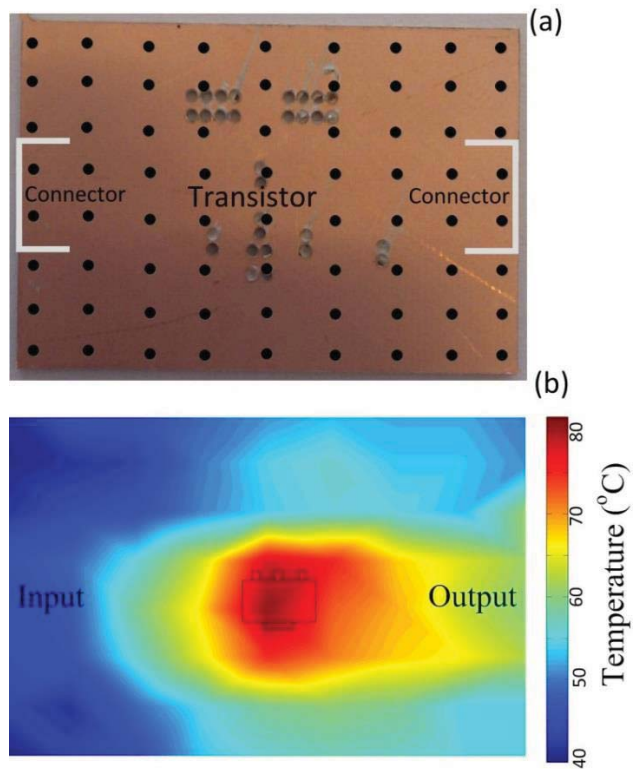 (a)
Connector
Transistor
Connector
(b)
Input
Output
80
70
60
50
40
Temperature (°C)